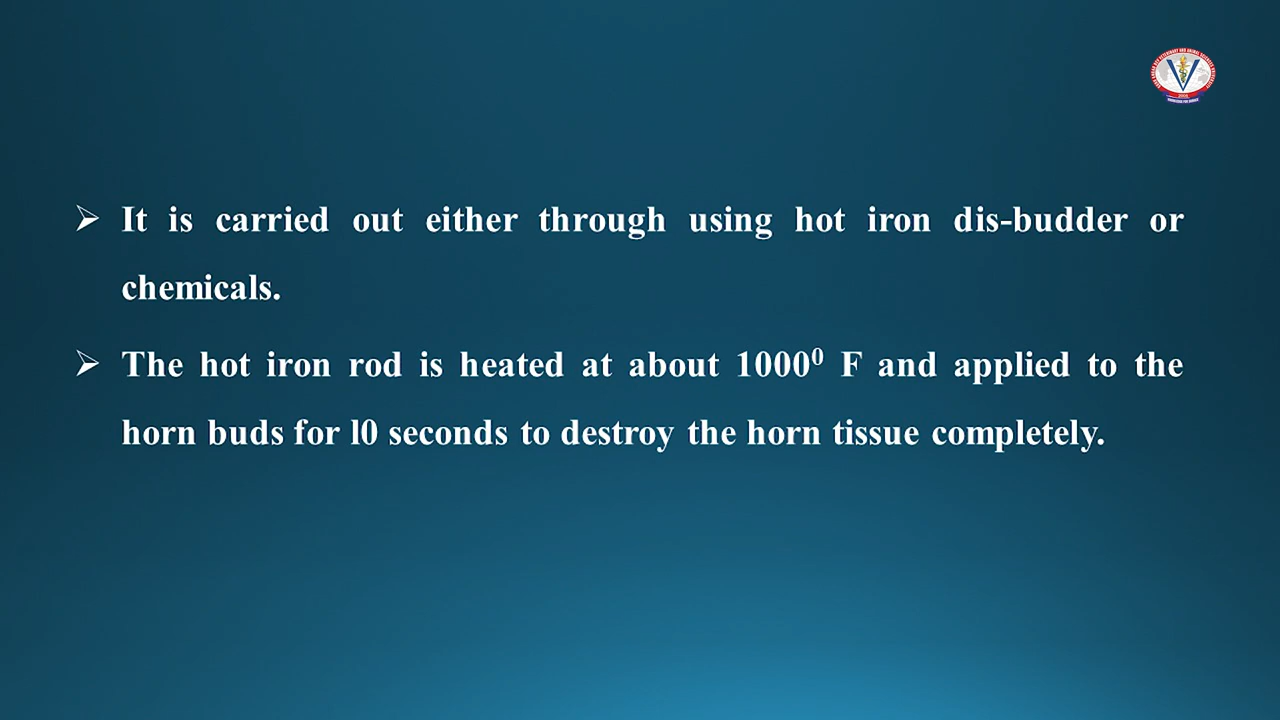 ➢ It is carried out either through using hot iron dis-budder or
chemicals.
➢ The hot iron rod is heated at about 1000⁰ F and applied to the
horn buds for l0 seconds to destroy the horn tissue completely.